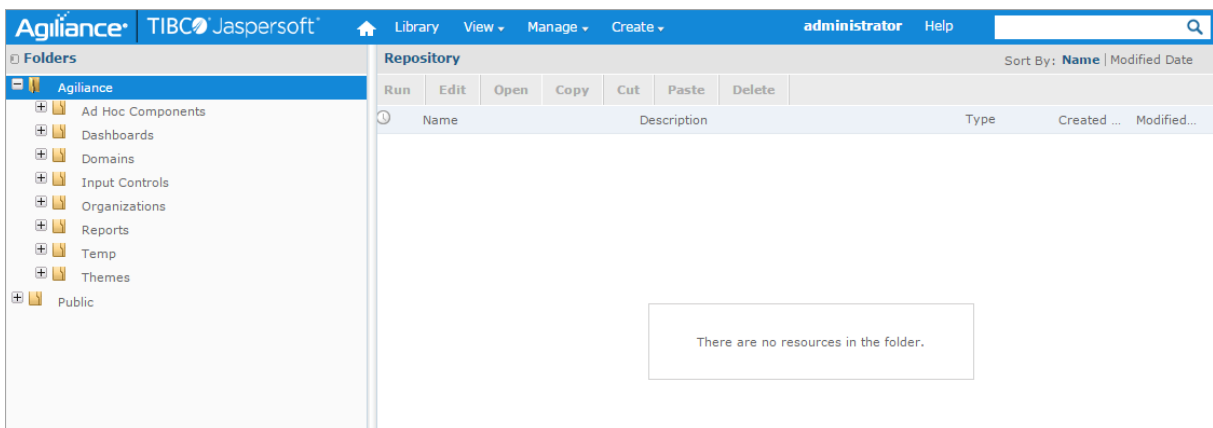 Agiliance TIBCO Jaspersoft Library View Manage Create administrator Help
Folders
Repository Sort By: Name | Modified Date
Agiliance
Ad Hoc Components
Dashboards
Domains
Input Controls
Organizations
Reports
Temp
Themes
Public
Run Edit Open Copy Cut Paste Delete
Name Description Type Created ... Modified...
There are no resources in the folder.